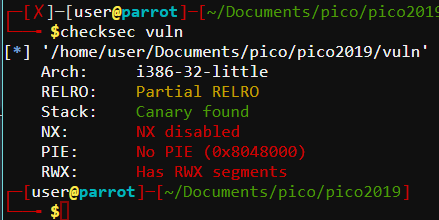 ┌─[✗]─[user@parrot]─[~/Documents/pico/pico2019]
└──╼ $checksec vuln
[*] '/home/user/Documents/pico/pico2019/vuln'
    Arch:     i386-32-little
    RELRO:    Partial RELRO
    Stack:    Canary found
    NX:       NX disabled
    PIE:      No PIE (0x8048000)
    RWX:      Has RWX segments
┌─[user@parrot]─[~/Documents/pico/pico2019]
└──╼ $